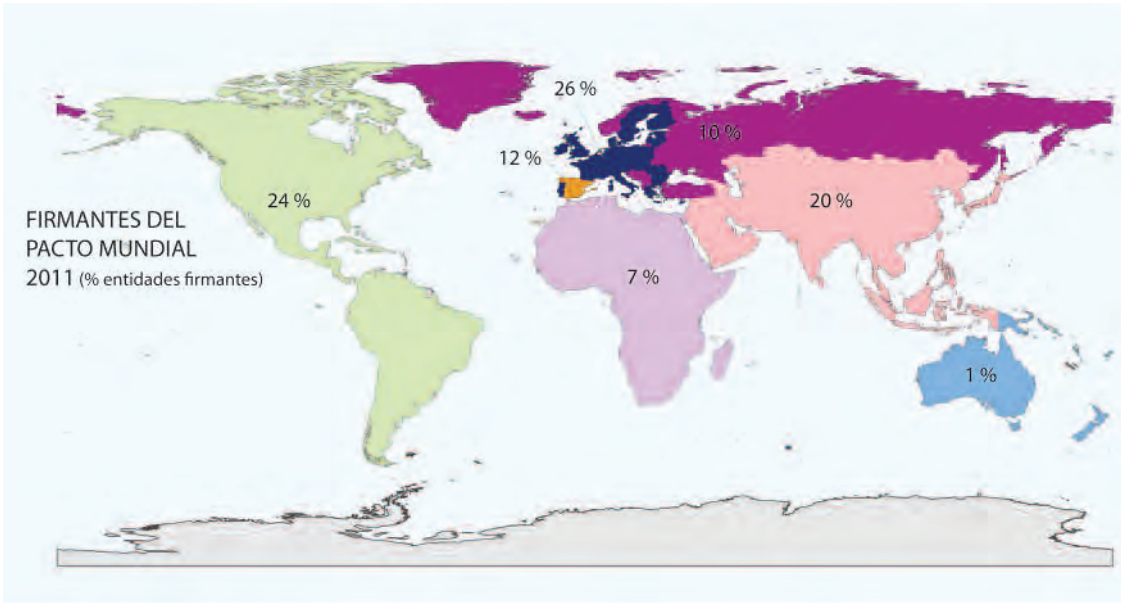 26 %
10 %
12 %
24 %
20 %
FIRMANTES DEL
PACTO MUNDIAL
2011 (% entidades firmantes)
7 %
1 %